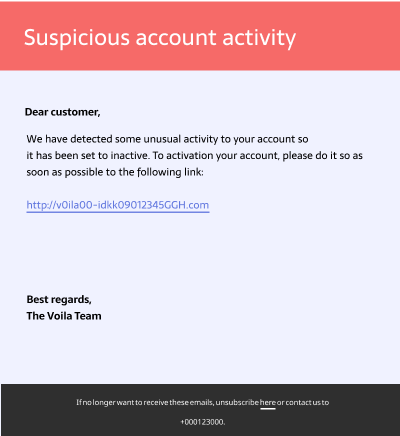 Suspicious account activity
Dear customer,
We have detected some unusual activity to your account so
it has been set to inactive. To activation your account, please do it so as
soon as possible to the following link:
http://v0ila00-idkk09012345GGH.com
Best regards,
The Voila Team
If no longer want to receive these emails, unsubscribe here or contact us to
+000123000.